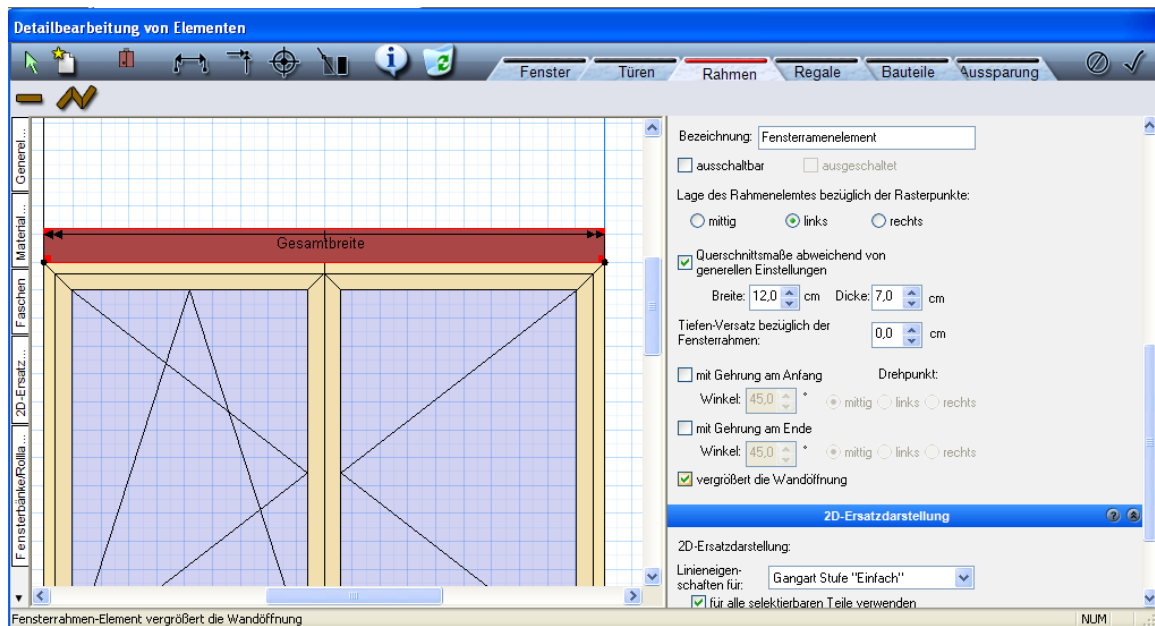 Detailbearbeitung von Elementen
Fenster Türen Rahmen Regale Bauteile Aussparung
Generel...
Material...
Faschen
2D-Ersatz...
Fensterbänke/Rolla...
Gesamtbreite
Bezeichnung: Fensterramenelement
ausschaltbar ausgeschaltet
Lage des Rahmenelemtes bezüglich der Rasterpunkte:
mittig links rechts
Querschnittsmaße abweichend von
generellen Einstellungen
Breite: 12,0 cm Dicke: 7,0 cm
Tiefen-Versatz bezüglich der
Fensterrahmen: 0,0 cm
mit Gehrung am Anfang Drehpunkt:
Winkel: 45,0 ° mittig links rechts
mit Gehrung am Ende
Winkel: 45,0 ° mittig links rechts
vergrößert die Wandöffnung
2D-Ersatzdarstellung
2D-Ersatzdarstellung:
Linieneigen-
schaften für: Gangart Stufe "Einfach"
für alle selektierbaren Teile verwenden
Fensterrahmen-Element vergrößert die Wandöffnung NUM